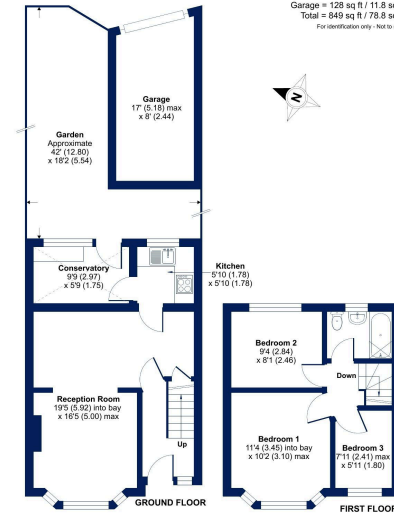 Garage = 128 sq ft / 11.8 s
Total = 849 sq ft / 78.8 s
For identification only - Not to
N
Garage
17' (5.18) max
x 8' (2.44)
Garden
Approximate
42' (12.80)
x 18'2 (5.54)
Conservatory
9'9 (2.97)
x 5'9 (1.75)
Kitchen
5'10 (1.78)
x 5'10 (1.78)
Bedroom 2
9'4 (2.84)
x 8'1 (2.46)
Down
Reception Room
19'5 (5.92) into bay
x 16'5 (5.00) max
Up
Bedroom 1
11'4 (3.45) into bay
x 10'2 (3.10) max
Bedroom 3
7'11 (2.41) max
x 5'11 (1.80)
GROUND FLOOR
FIRST FLOOR